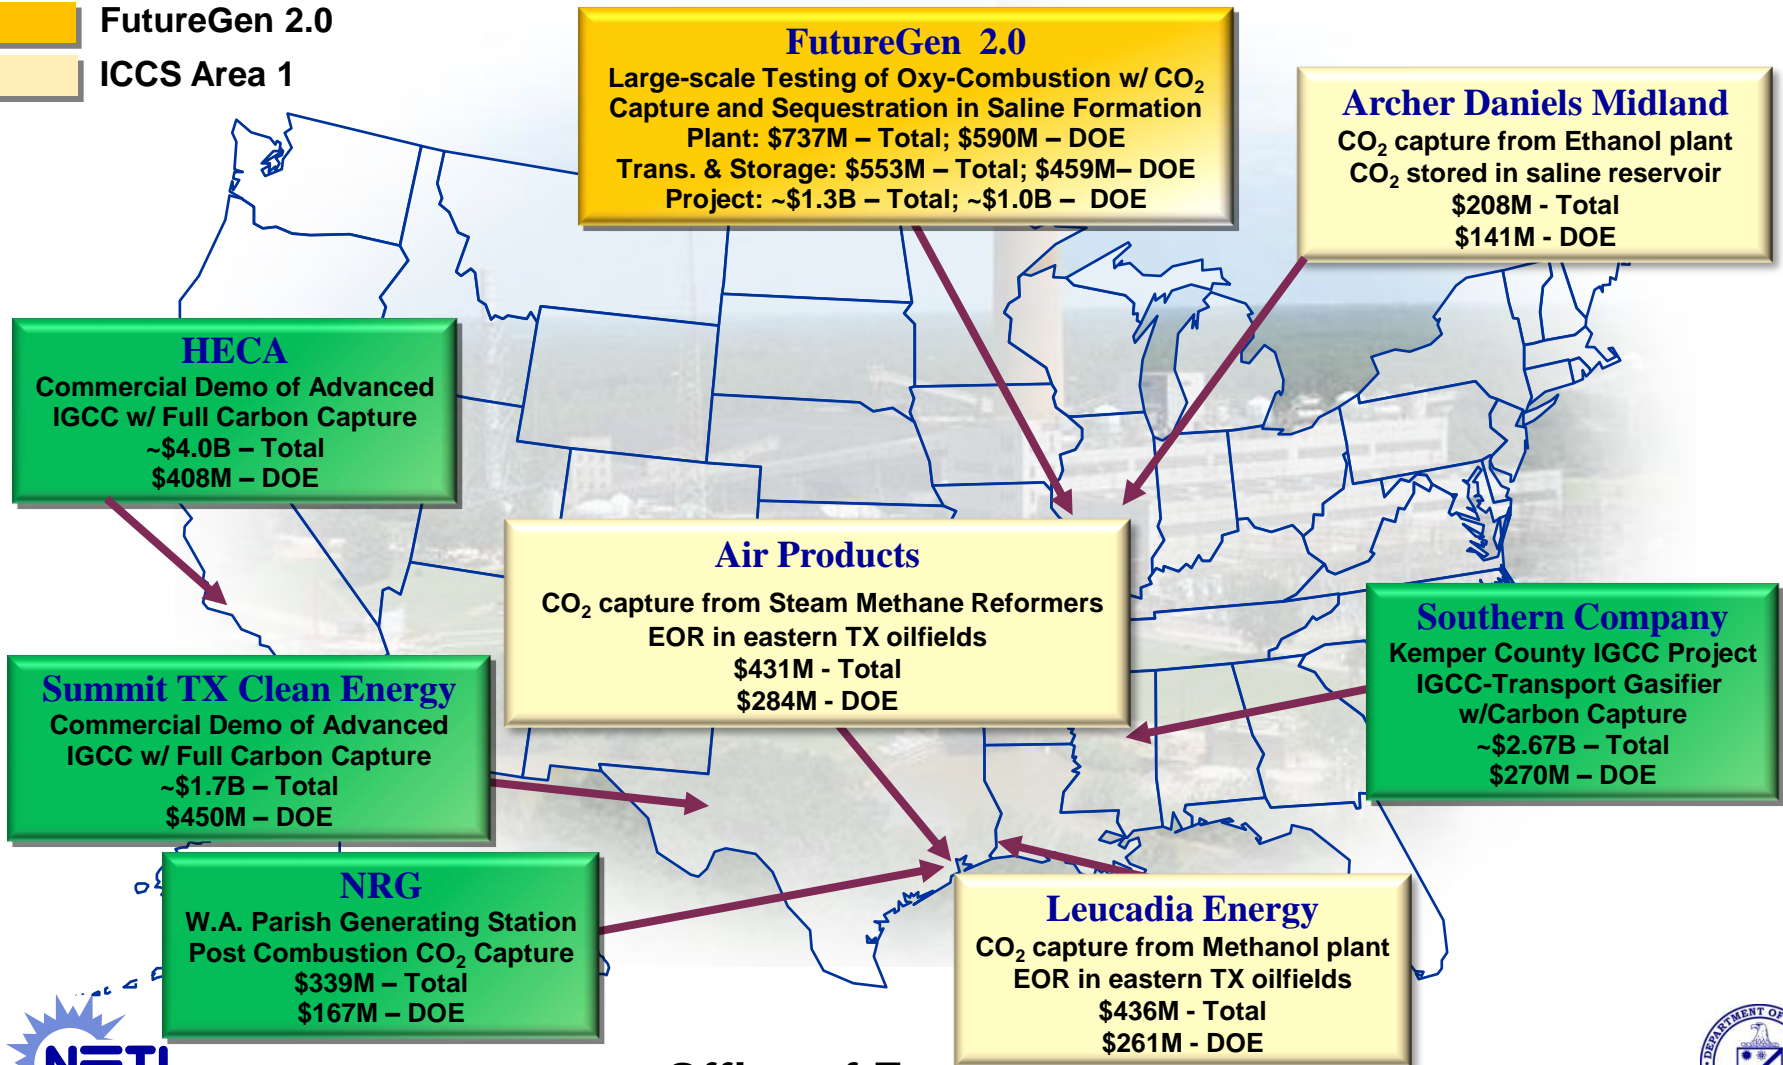 FutureGen 2.0
ICCS Area 1
FutureGen 2.0
Large-scale Testing of Oxy-Combustion w/ CO₂
Capture and Sequestration in Saline Formation
Plant: $737M – Total; $590M – DOE
Trans. & Storage: $553M – Total; $459M– DOE
Project: ~$1.3B – Total; ~$1.0B – DOE
Archer Daniels Midland
CO₂ capture from Ethanol plant
CO₂ stored in saline reservoir
$208M - Total
$141M - DOE
HECA
Commercial Demo of Advanced
IGCC w/ Full Carbon Capture
~$4.0B – Total
$408M – DOE
Air Products
CO₂ capture from Steam Methane Reformers
EOR in eastern TX oilfields
$431M - Total
$284M - DOE
Southern Company
Kemper County IGCC Project
IGCC-Transport Gasifier
w/Carbon Capture
~$2.67B – Total
$270M – DOE
Summit TX Clean Energy
Commercial Demo of Advanced
IGCC w/ Full Carbon Capture
~$1.7B – Total
$450M – DOE
NRG
W.A. Parish Generating Station
Post Combustion CO₂ Capture
$339M – Total
$167M – DOE
Leucadia Energy
CO₂ capture from Methanol plant
EOR in eastern TX oilfields
$436M - Total
$261M - DOE
NETL
DEPARTMENT OF